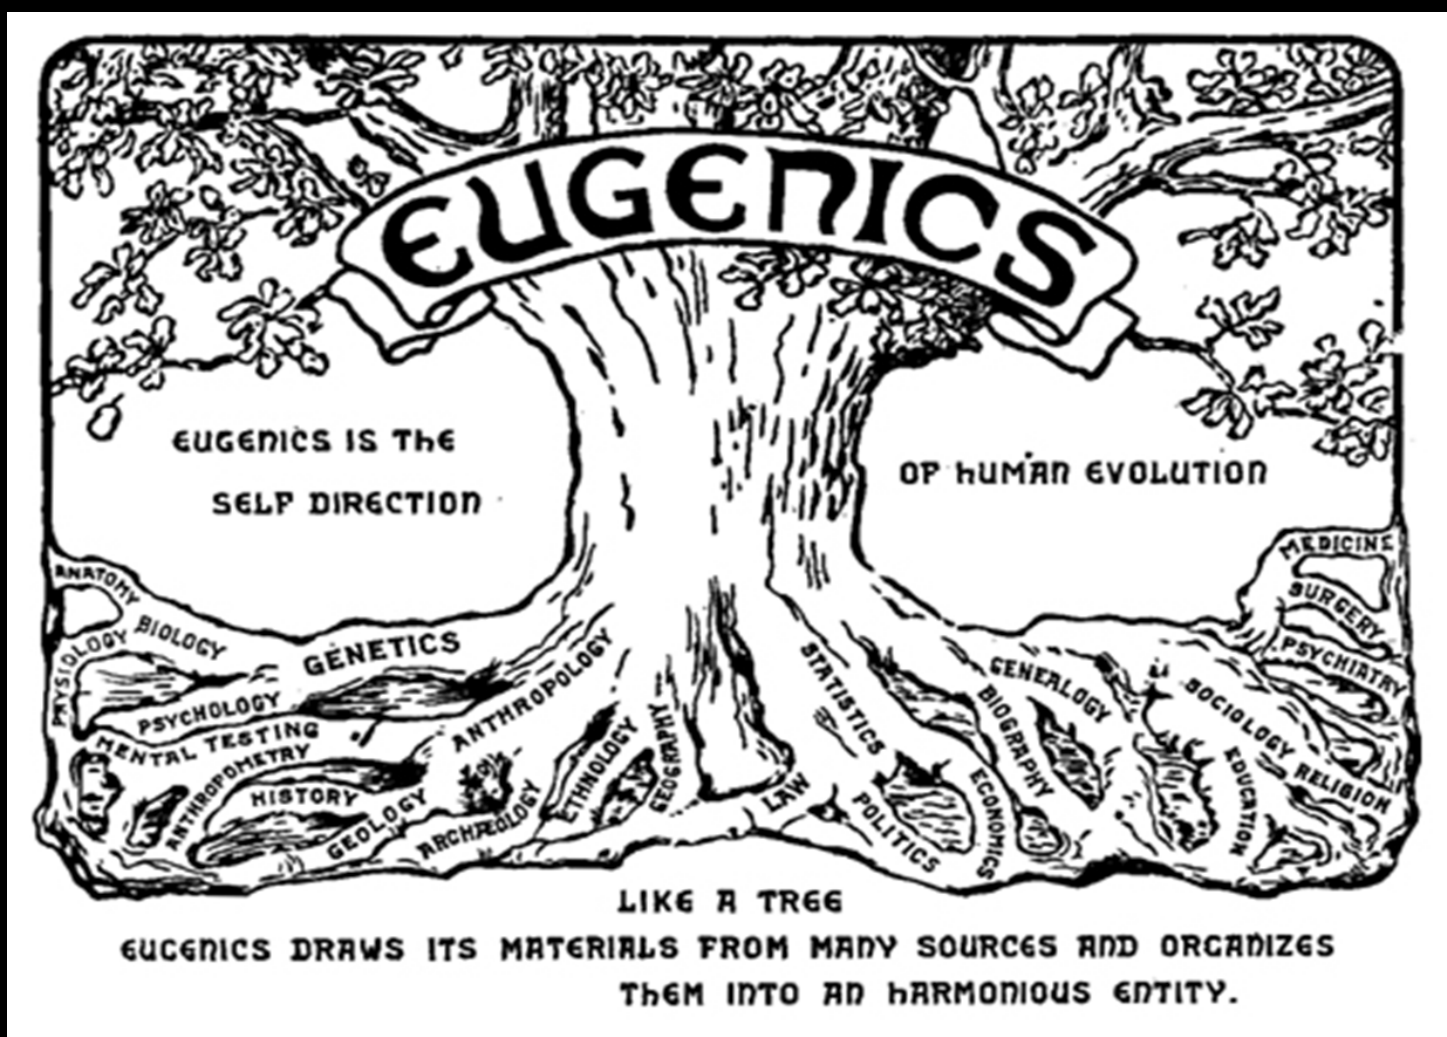 EUGENICS
EUGENICS IS THE
SELF DIRECTION
OF HUMAN EVOLUTION
ANATOMY
BIOLOGY
PHYSIOLOGY
GENETICS
PSYCHOLOGY
MENTAL TESTING
ANTHROPOMETRY
HISTORY
GEOLOGY
ANTHROPOLOGY
ARCHÆOLOGY
ETHNOLOGY
GEOGRAPHY
LAW
STATISTICS
POLITICS
ECONOMICS
BIOGRAPHY
GENEALOGY
EDUCATION
SOCIOLOGY
RELIGION
PSYCHIATRY
SURGERY
MEDICINE
LIKE A TREE
EUGENICS DRAWS ITS MATERIALS FROM MANY SOURCES AND ORGANIZES
THEM INTO AN HARMONIOUS ENTITY.